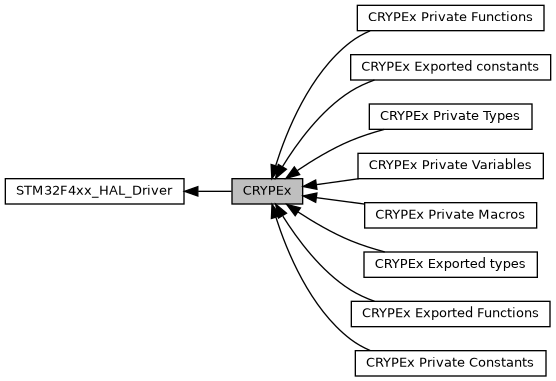 CRYPEx Private Functions
CRYPEx Exported constants
CRYPEx Private Types
CRYPEx Private Variables
STM32F4xx_HAL_Driver
CRYPEx
CRYPEx Private Macros
CRYPEx Exported types
CRYPEx Exported Functions
CRYPEx Private Constants